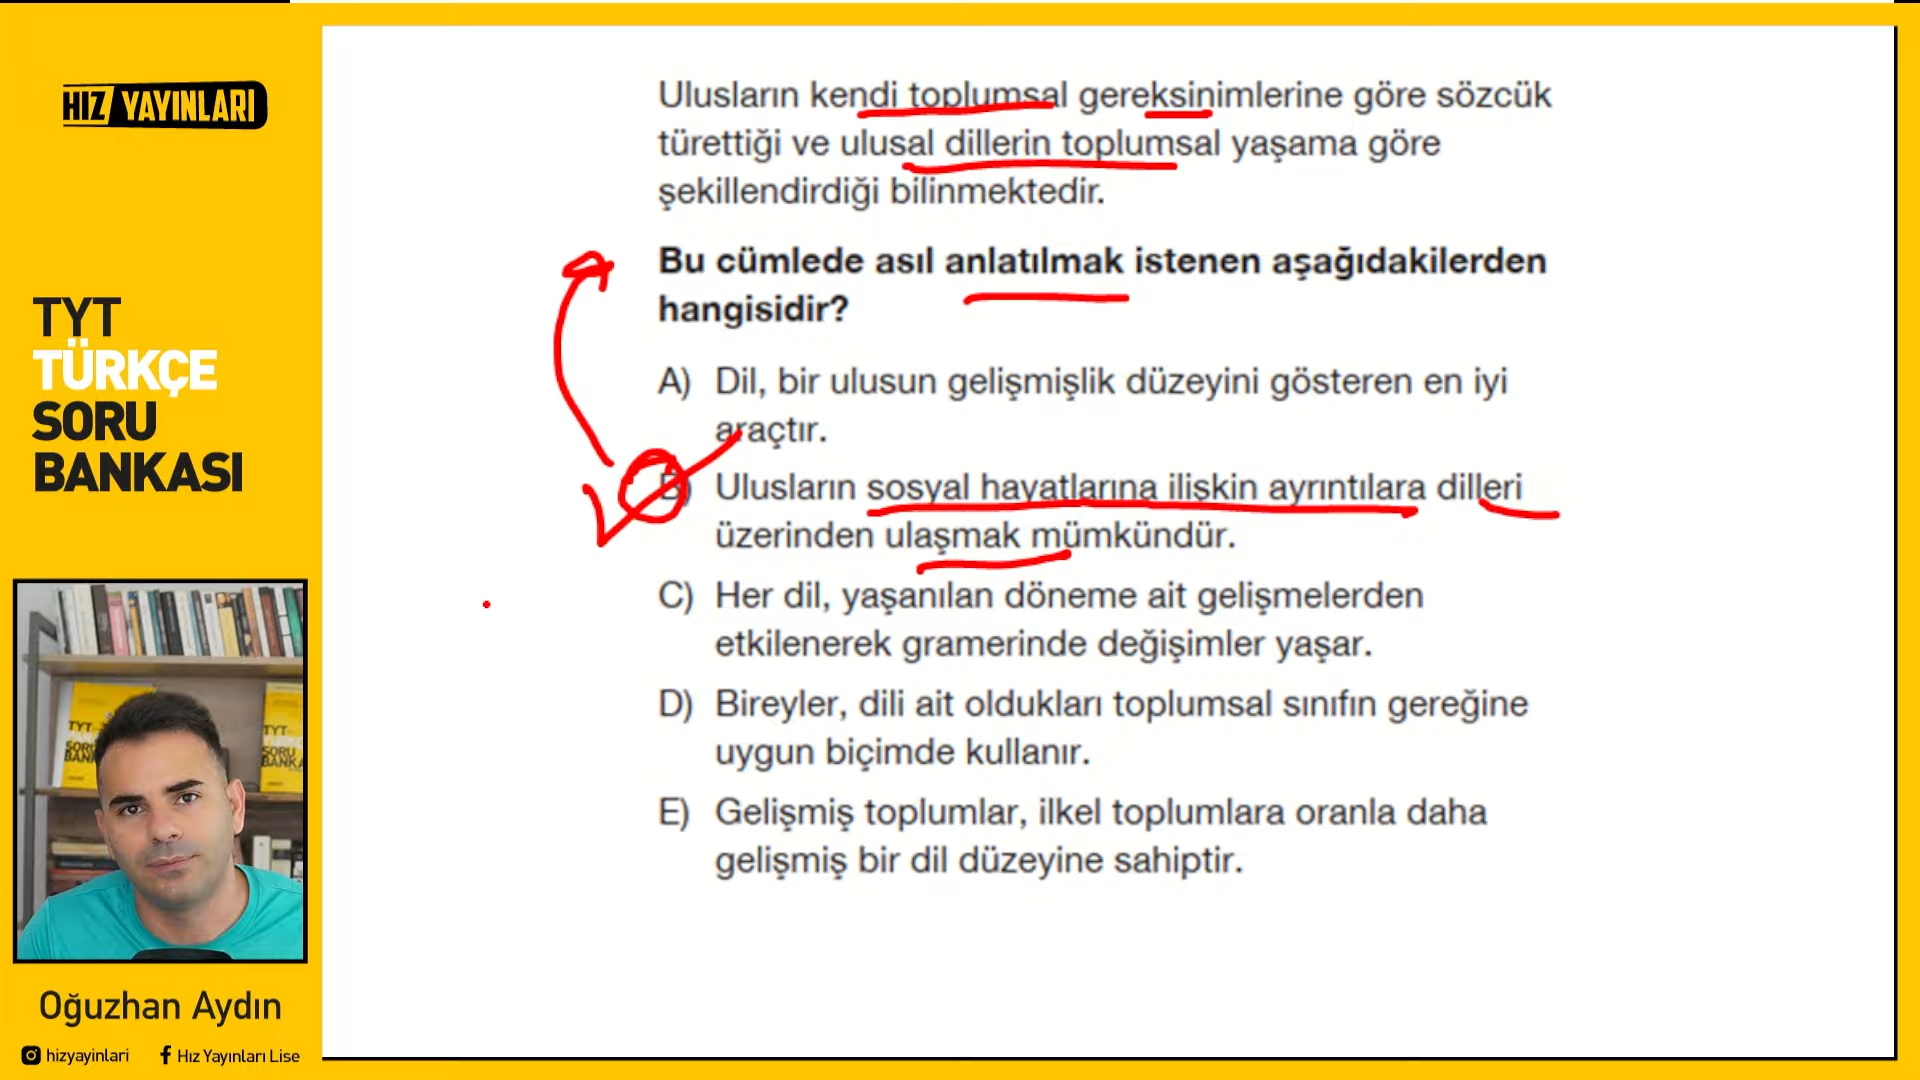 HIZ YAYINLARI
TYT
TÜRKÇE
SORU
BANKASI
Oğuzhan Aydın
hizyayinlari
Hız Yayınları Lise
Ulusların kendi toplumsal gereksinimlerine göre sözcük
türettiği ve ulusal dillerin toplumsal yaşama göre
şekillendirdiği bilinmektedir.
Bu cümlede asıl anlatılmak istenen aşağıdakilerden
hangisidir?
A) Dil, bir ulusun gelişmişlik düzeyini gösteren en iyi
araçtır.
B) Ulusların sosyal hayatlarına ilişkin ayrıntılara dilleri
üzerinden ulaşmak mümkündür.
C) Her dil, yaşanılan döneme ait gelişmelerden
etkilenerek gramerinde değişimler yaşar.
D) Bireyler, dili ait oldukları toplumsal sınıfın gereğine
uygun biçimde kullanır.
E) Gelişmiş toplumlar, ilkel toplumlara oranla daha
gelişmiş bir dil düzeyine sahiptir.